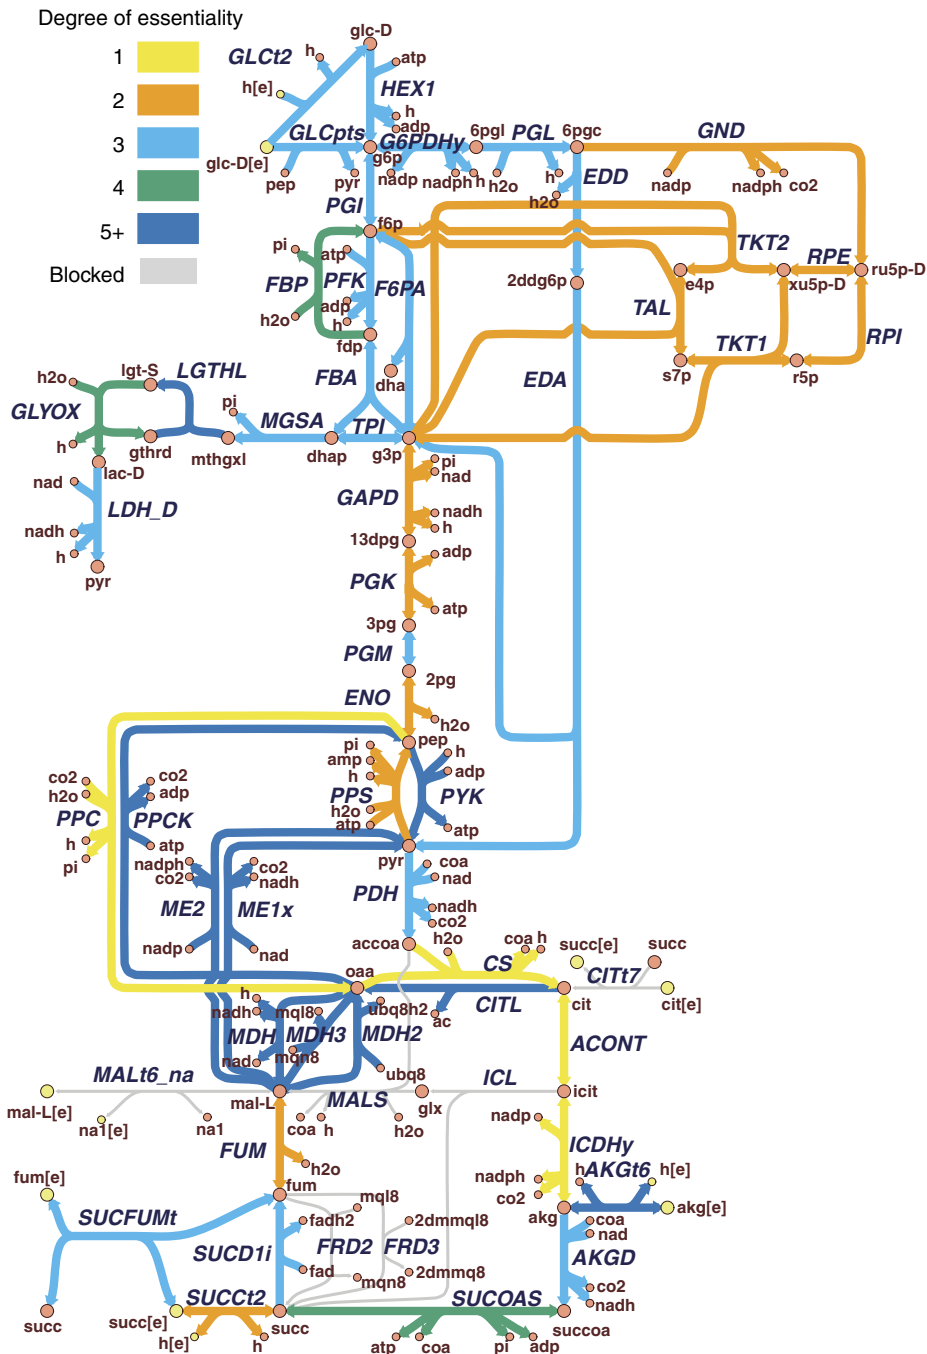 Degree of essentiality
1
2
3
4
5+
Blocked
glc-D
GLCt2
h
atp
h[e]
HEX1
h
adp
GLCpts
G6PDHy
6pgl
PGL
6pgc
GND
glc-D[e]
g6p
pep
pyr
nadp
nadph
h
h2o
h
EDD
nadp
nadph
co2
h2o
PGI
f6p
pi
atp
TKT2
RPE
FBP
PFK
F6PA
2ddg6p
e4p
xu5p-D
ru5p-D
adp
h2o
h
TAL
fdp
TKT1
RPI
lgt-S
LGTHL
h2o
FBA
dha
EDA
s7p
r5p
GLYOX
pi
MGSA
TPI
h
gthrd
mthgxl
dhap
g3p
lac-D
pi
nad
nad
GAPD
LDH_D
nadh
h
nadh
13dpg
h
adp
pyr
PGK
atp
3pg
PGM
2pg
ENO
h2o
pep
pi
h
amp
co2
co2
h
adp
h2o
adp
PPS
PYK
PPC
PPCK
h2o
atp
atp
h
atp
pi
nadph
co2
pyr
coa
co2
nadh
nad
PDH
ME2
ME1x
nadh
co2
nadp
nad
accoa
h2o
coa
h
succ[e]
succ
oaa
CS
CITt7
h
cit
cit[e]
nadh
mql8
ubq8h2
CITL
ac
MDH
MDH3
MDH2
ACONT
nad
mqn8
ubq8
MALt6_na
ICL
mal-L
MALS
glx
icit
mal-L[e]
na1[e]
na1
coa
h
h2o
nadp
FUM
ICDHy
h2o
AKGt6
nadph
h
h[e]
fum[e]
fum
mql8
co2
akg
akg[e]
SUCFUMt
fadh2
2dmmql8
coa
nad
SUCD1i
FRD2
FRD3
AKGD
fad
mqn8
2dmmq8
co2
SUCCt2
SUCOAS
nadh
succ
succ[e]
succ
succoa
h[e]
h
atp
coa
pi
adp